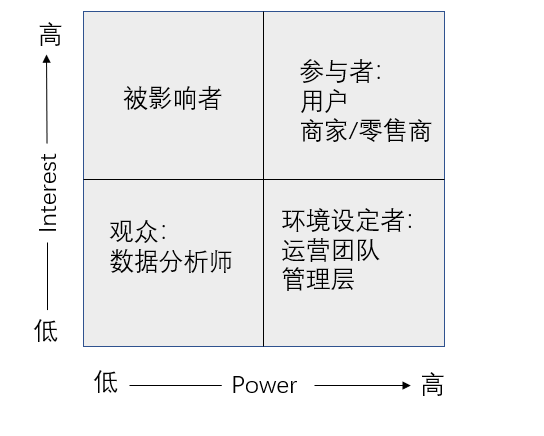 高
被影响者
参与者：
用户
商家/零售商
Interest
观众：
数据分析师
环境设定者：
运营团队
管理层
低
低
Power
高